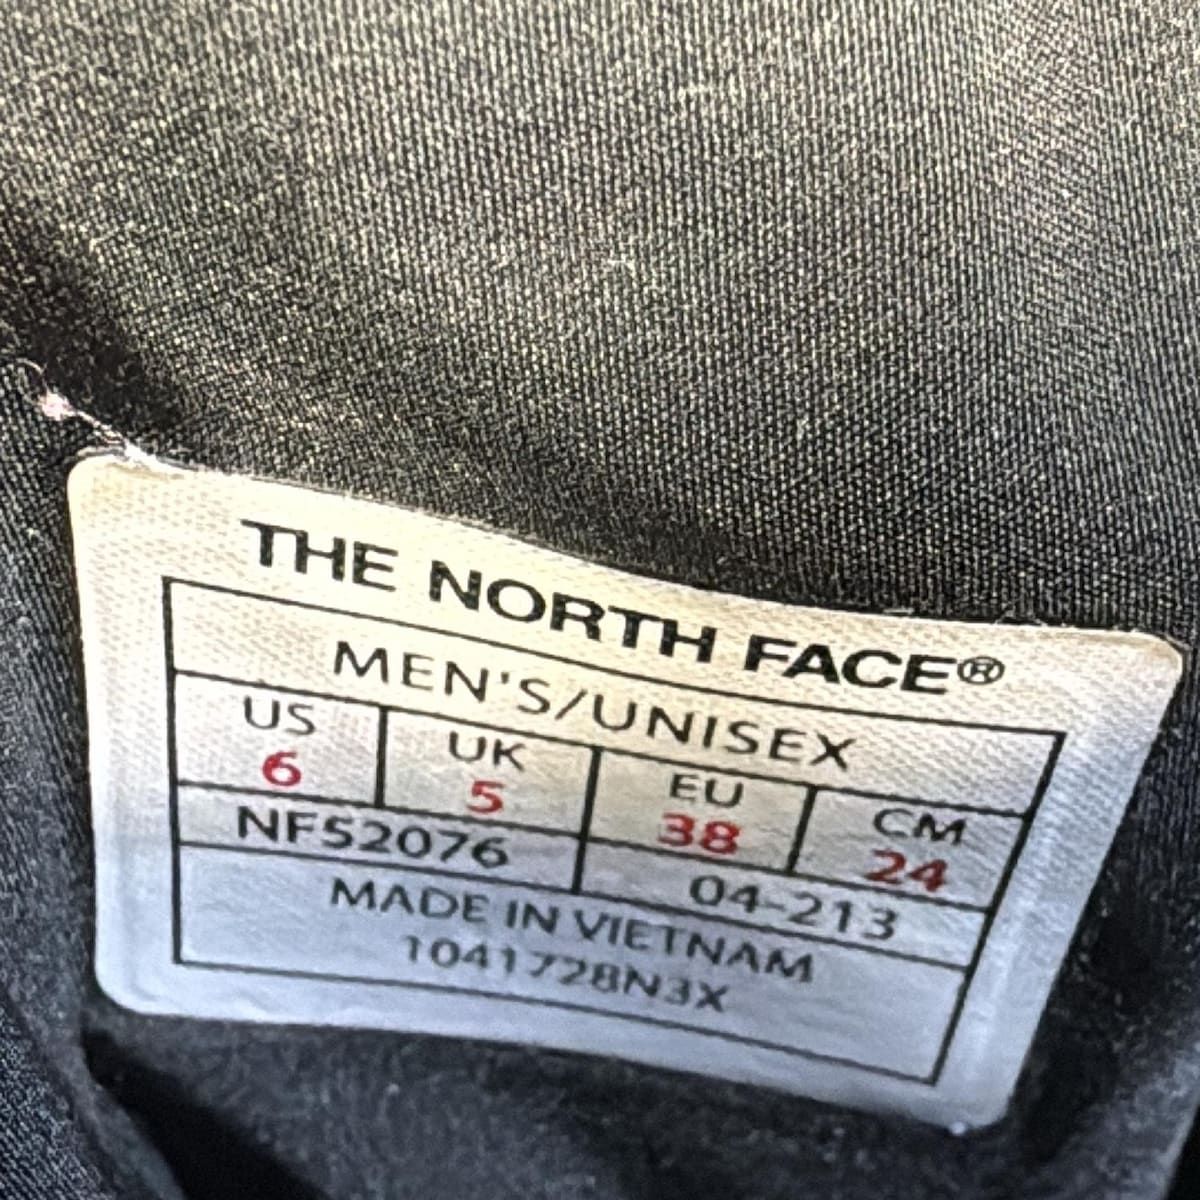 THE NORTH FACE®
MEN'S/UNISEX
US UK EU CM
6 5 38 24
NF52076 04-213
MADE IN VIETNAM
1041728N3X